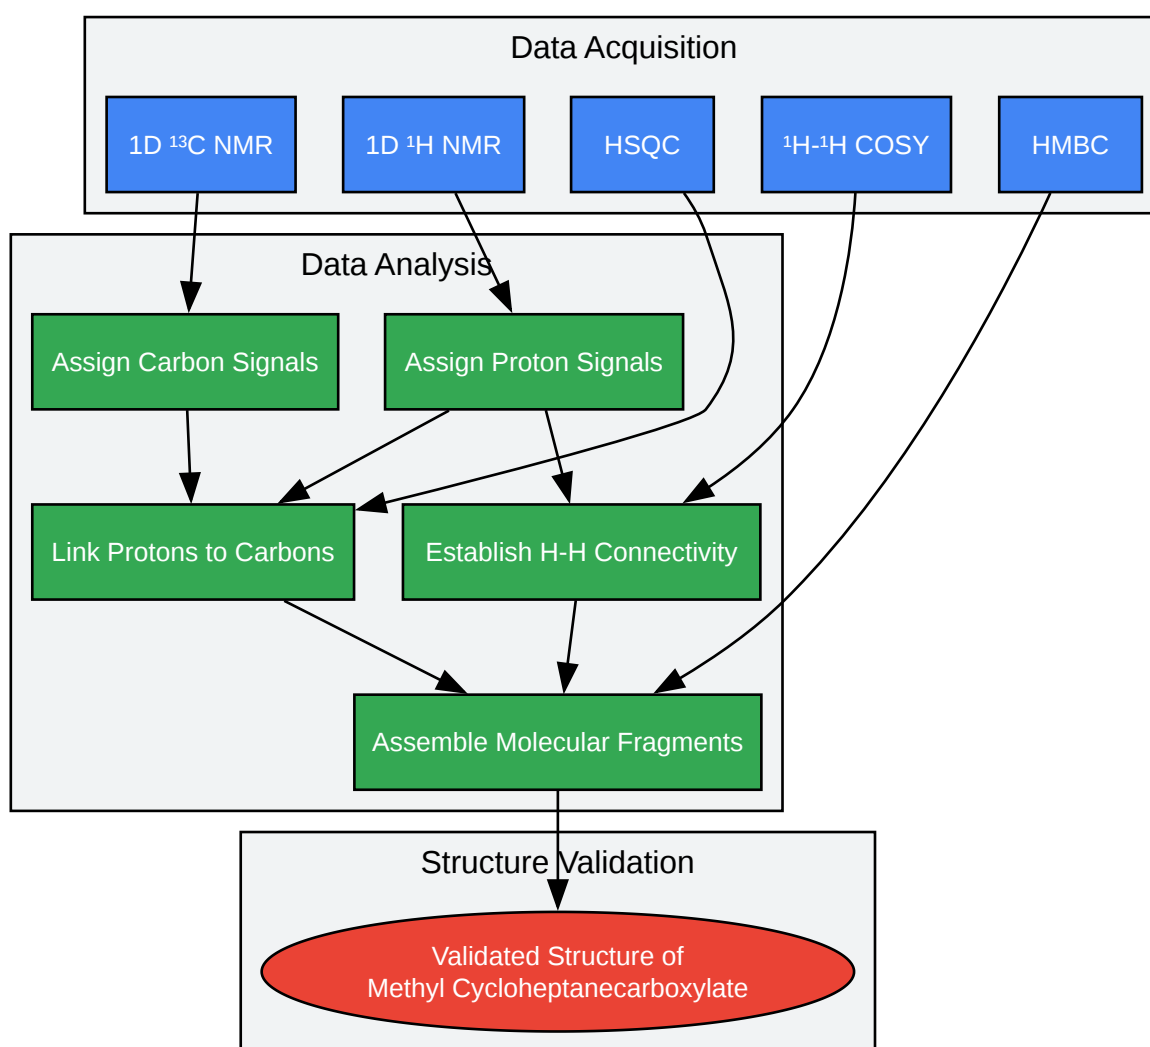 Data Acquisition
1D ¹³C NMR
1D ¹H NMR
HSQC
¹H-¹H COSY
HMBC
Data Analysis
Assign Carbon Signals
Assign Proton Signals
Link Protons to Carbons
Establish H-H Connectivity
Assemble Molecular Fragments
Structure Validation
Validated Structure of
Methyl Cycloheptanecarboxylate